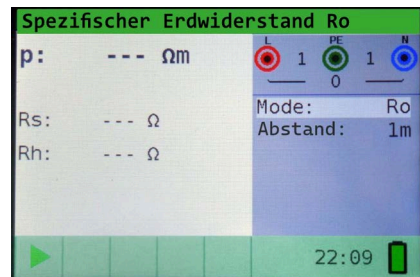 Spezifischer Erdwiderstand Ro
p: --- Ωm
L PE N
1 1
0
Rs: --- Ω
Rh: --- Ω
Mode: Ro
Abstand: 1m
22:09